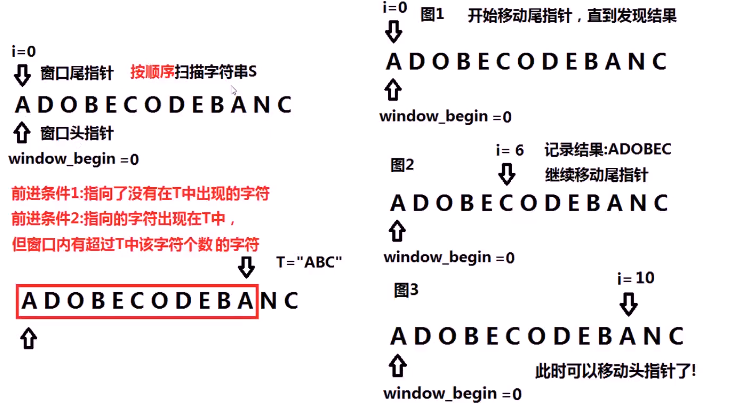 i=0
窗口尾指针 按顺序扫描字符串S
A D O B E C O D E B A N C
窗口头指针
window_begin =0
前进条件1:指向了没有在T中出现的字符
前进条件2:指向的字符出现在T中，
但窗口内有超过T中该字符个数 的字符
T="ABC"
A D O B E C O D E B A N C
i=0
图1 开始移动尾指针，直到发现结果
A D O B E C O D E B A N C
window_begin =0
图2
i= 6 记录结果:ADOBEC
继续移动尾指针
A D O B E C O D E B A N C
window_begin =0
图3
i= 10
A D O B E C O D E B A N C
此时可以移动头指针了!
window_begin =0